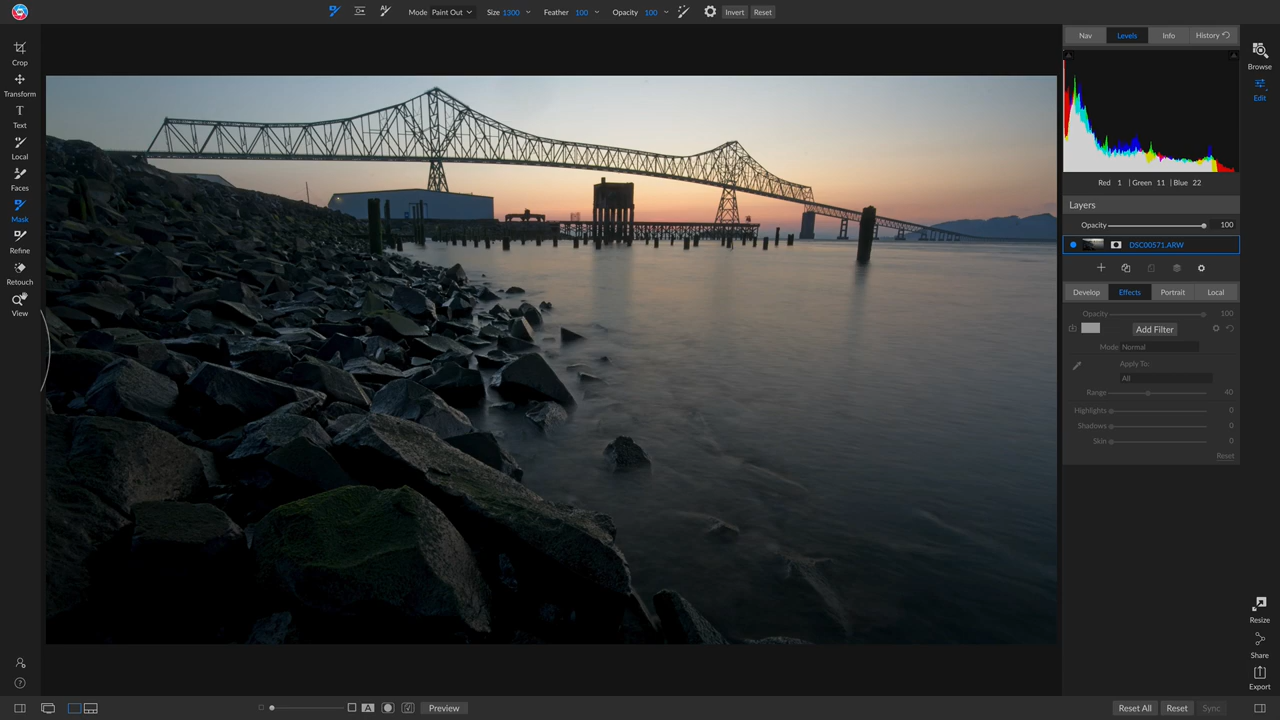 Mode Paint Out Size 1300 Feather 100 Opacity 100 Invert Reset
Crop
Transform
Text
Local
Faces
Mask
Refine
Retouch
View
Nav Levels Info History
Browse
Edit
Red 1 | Green 11 | Blue 22
Layers
Opacity 100
DSC00571.ARW
Develop Effects Portrait Local
Opacity 100
Add Filter
Mode Normal
Apply To:
All
Range 40
Highlights 0
Shadows 0
Skin 0
Reset
Resize
Share
Export
A Preview Reset All Reset Sync